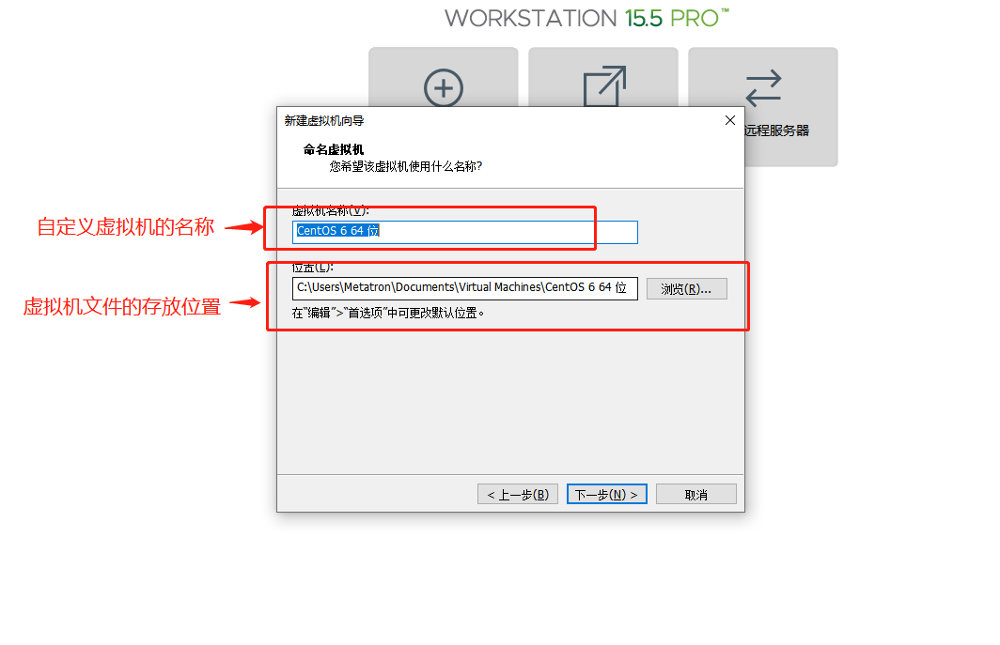 WORKSTATION 15.5 PRO™
远程服务器
新建虚拟机向导
命名虚拟机
您希望该虚拟机使用什么名称?
虚拟机名称(V):
自定义虚拟机的名称
CentOS 6 64 位
位置(L):
虚拟机文件的存放位置
C:\Users\Metatron\Documents\Virtual Machines\CentOS 6 64 位
浏览(R)...
在“编辑”>“首选项”中可更改默认位置。
< 上一步(B)
下一步(N) >
取消